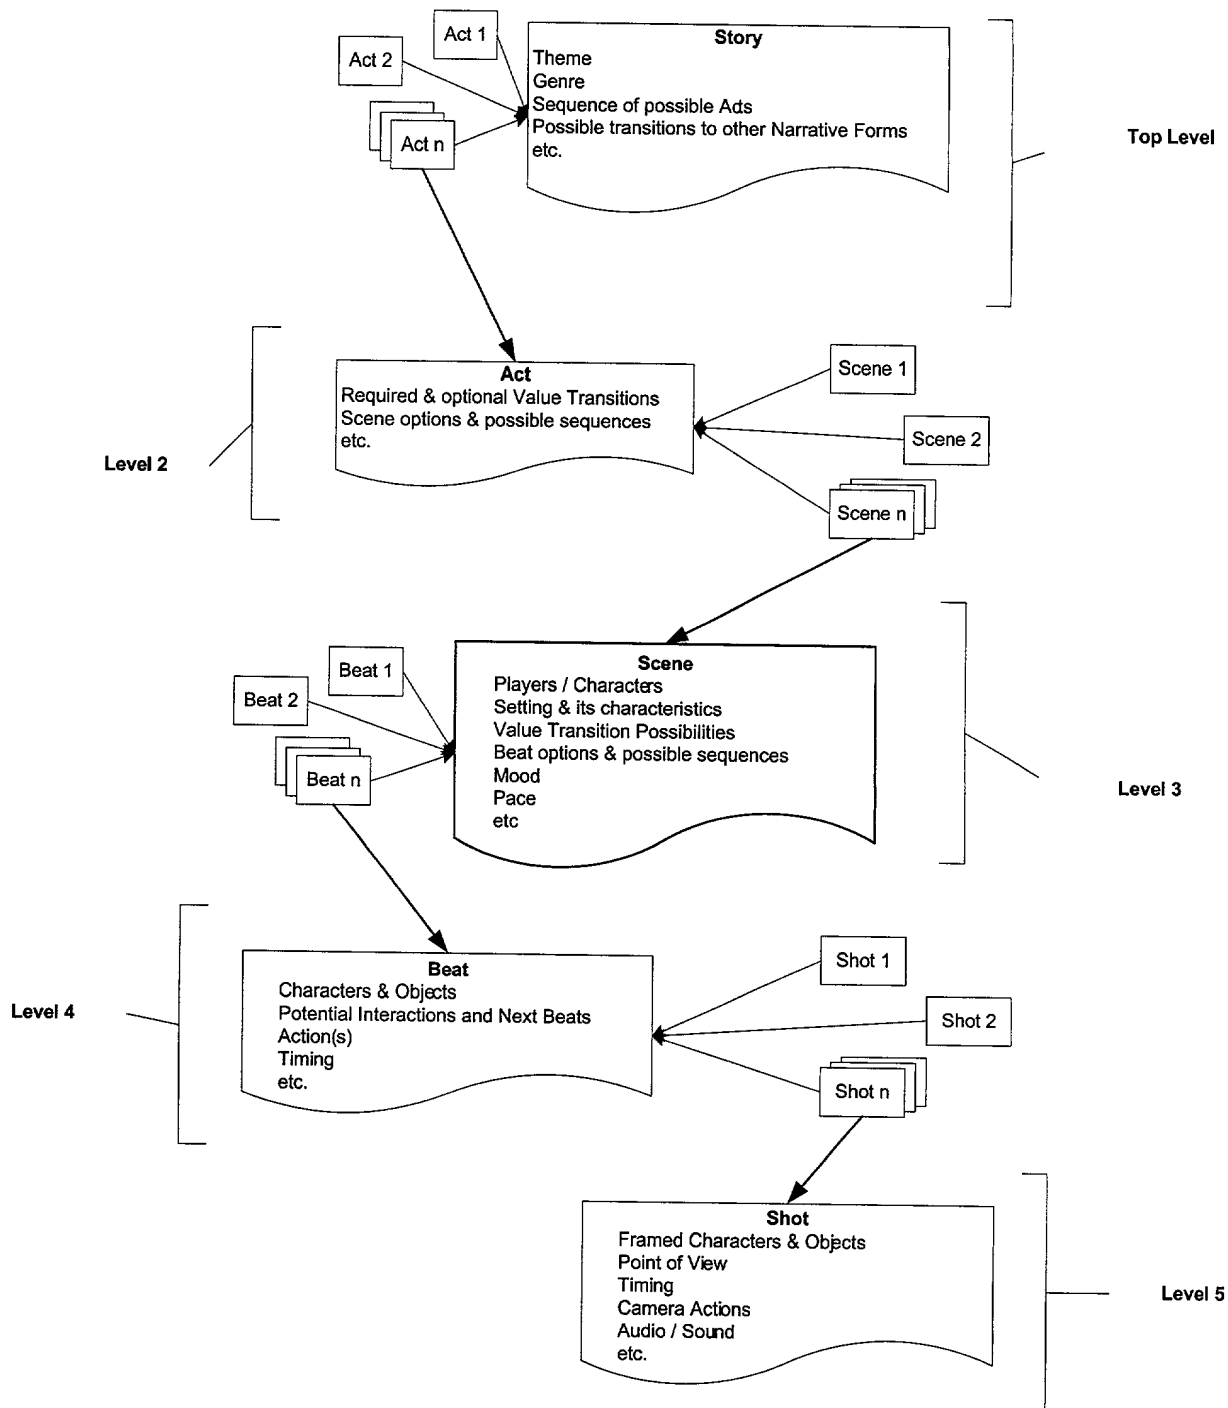 Act 1
Act 2
Act n
Story
Theme
Genre
Sequence of possible Acts
Possible transitions to other Narrative Forms
etc.
Top Level
Act
Required & optional Value Transitions
Scene options & possible sequences
etc.
Scene 1
Scene 2
Scene n
Level 2
Beat 1
Beat 2
Beat n
Scene
Players / Characters
Setting & its characteristics
Value Transition Possibilities
Beat options & possible sequences
Mood
Pace
etc
Level 3
Beat
Characters & Objects
Potential Interactions and Next Beats
Action(s)
Timing
etc.
Shot 1
Shot 2
Shot n
Level 4
Shot
Framed Characters & Objects
Point of View
Timing
Camera Actions
Audio / Sound
etc.
Level 5